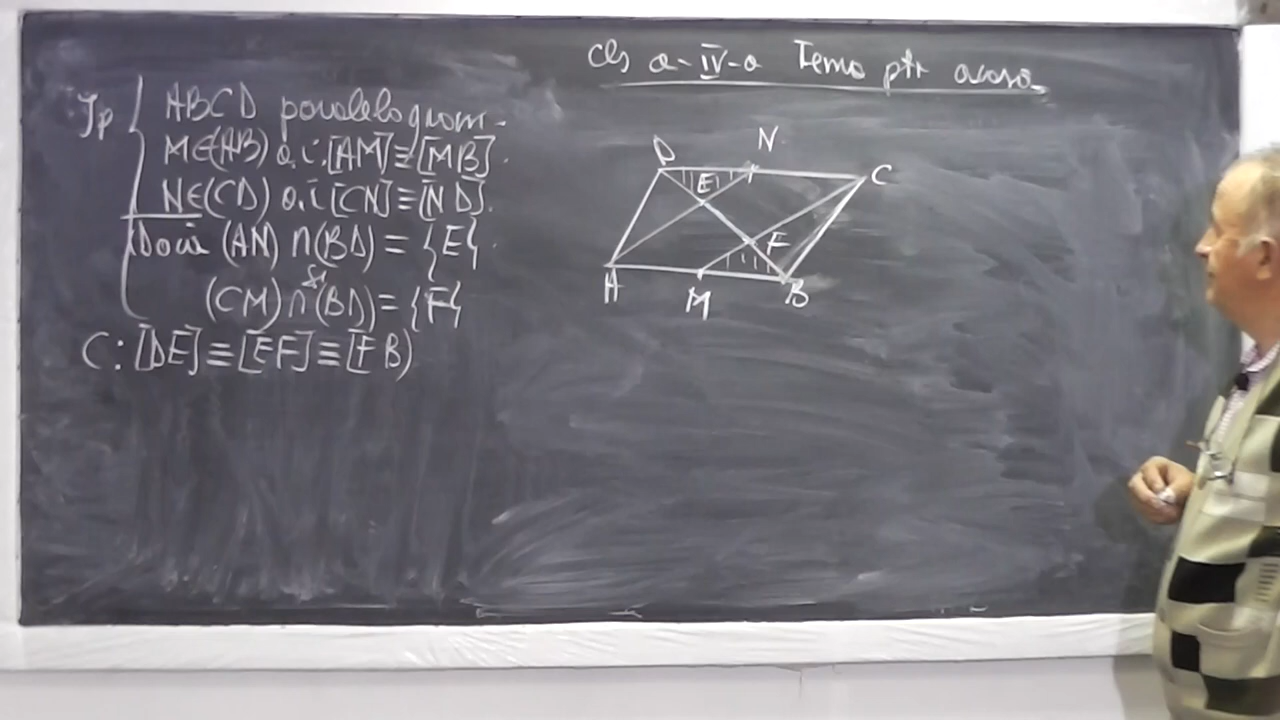 Cls a-IV-a Temă ptr acasă
Ip { ABCD paralelogram.
M∈(AB) a.î. [AM]≡[MB].
N∈(CD) a.î [CN]≡[ND].
Dacă (AN)∩(BD) = {E}
și
(CM)∩(BD) = {F}
C: [DE]≡[EF]≡[FB)
D N C
E
F
A M B